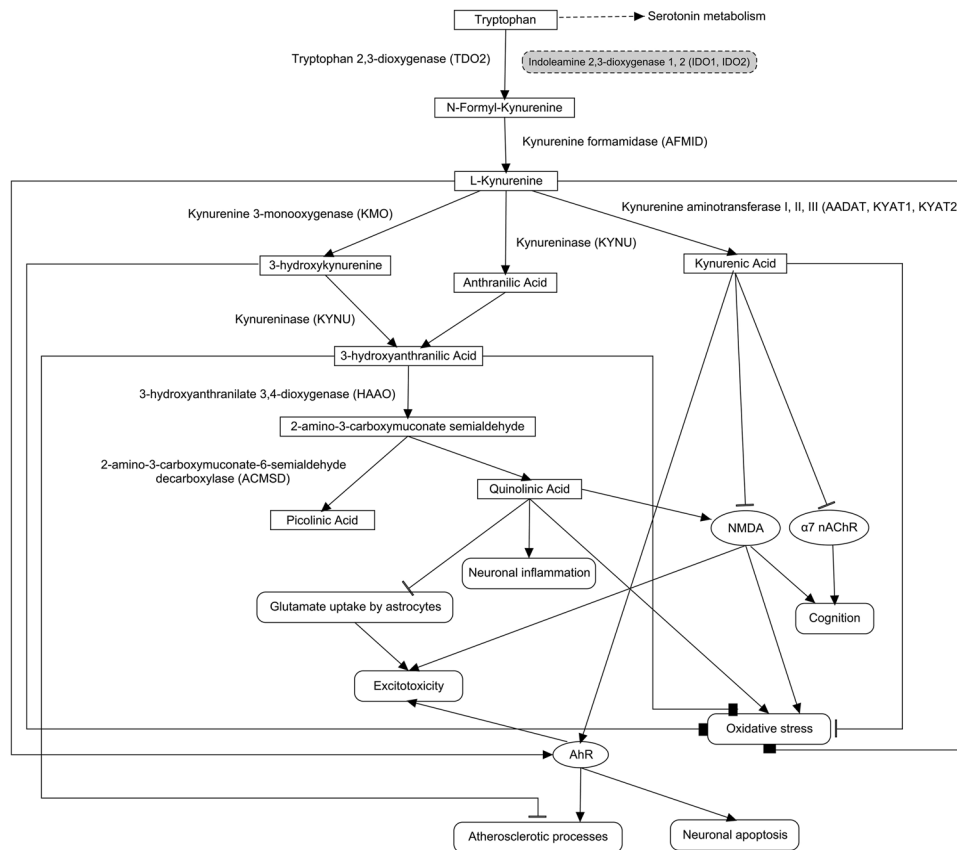 Tryptophan
Serotonin metabolism
Tryptophan 2,3-dioxygenase (TDO2)
Indoleamine 2,3-dioxygenase 1, 2 (IDO1, IDO2)
N-Formyl-Kynurenine
Kynurenine formamidase (AFMID)
L-Kynurenine
Kynurenine 3-monooxygenase (KMO)
Kynurenine aminotransferase I, II, III (AADAT, KYAT1, KYAT2
Kynureninase (KYNU)
3-hydroxykynurenine
Kynurenic Acid
Anthranilic Acid
Kynureninase (KYNU)
3-hydroxyanthranilic Acid
3-hydroxyanthranilate 3,4-dioxygenase (HAAO)
2-amino-3-carboxymuconate semialdehyde
2-amino-3-carboxymuconate-6-semialdehyde
decarboxylase (ACMSD)
Quinolinic Acid
Picolinic Acid
NMDA
α7 nAChR
Neuronal inflammation
Glutamate uptake by astrocytes
Cognition
Excitotoxicity
Oxidative stress
AhR
Atherosclerotic processes
Neuronal apoptosis